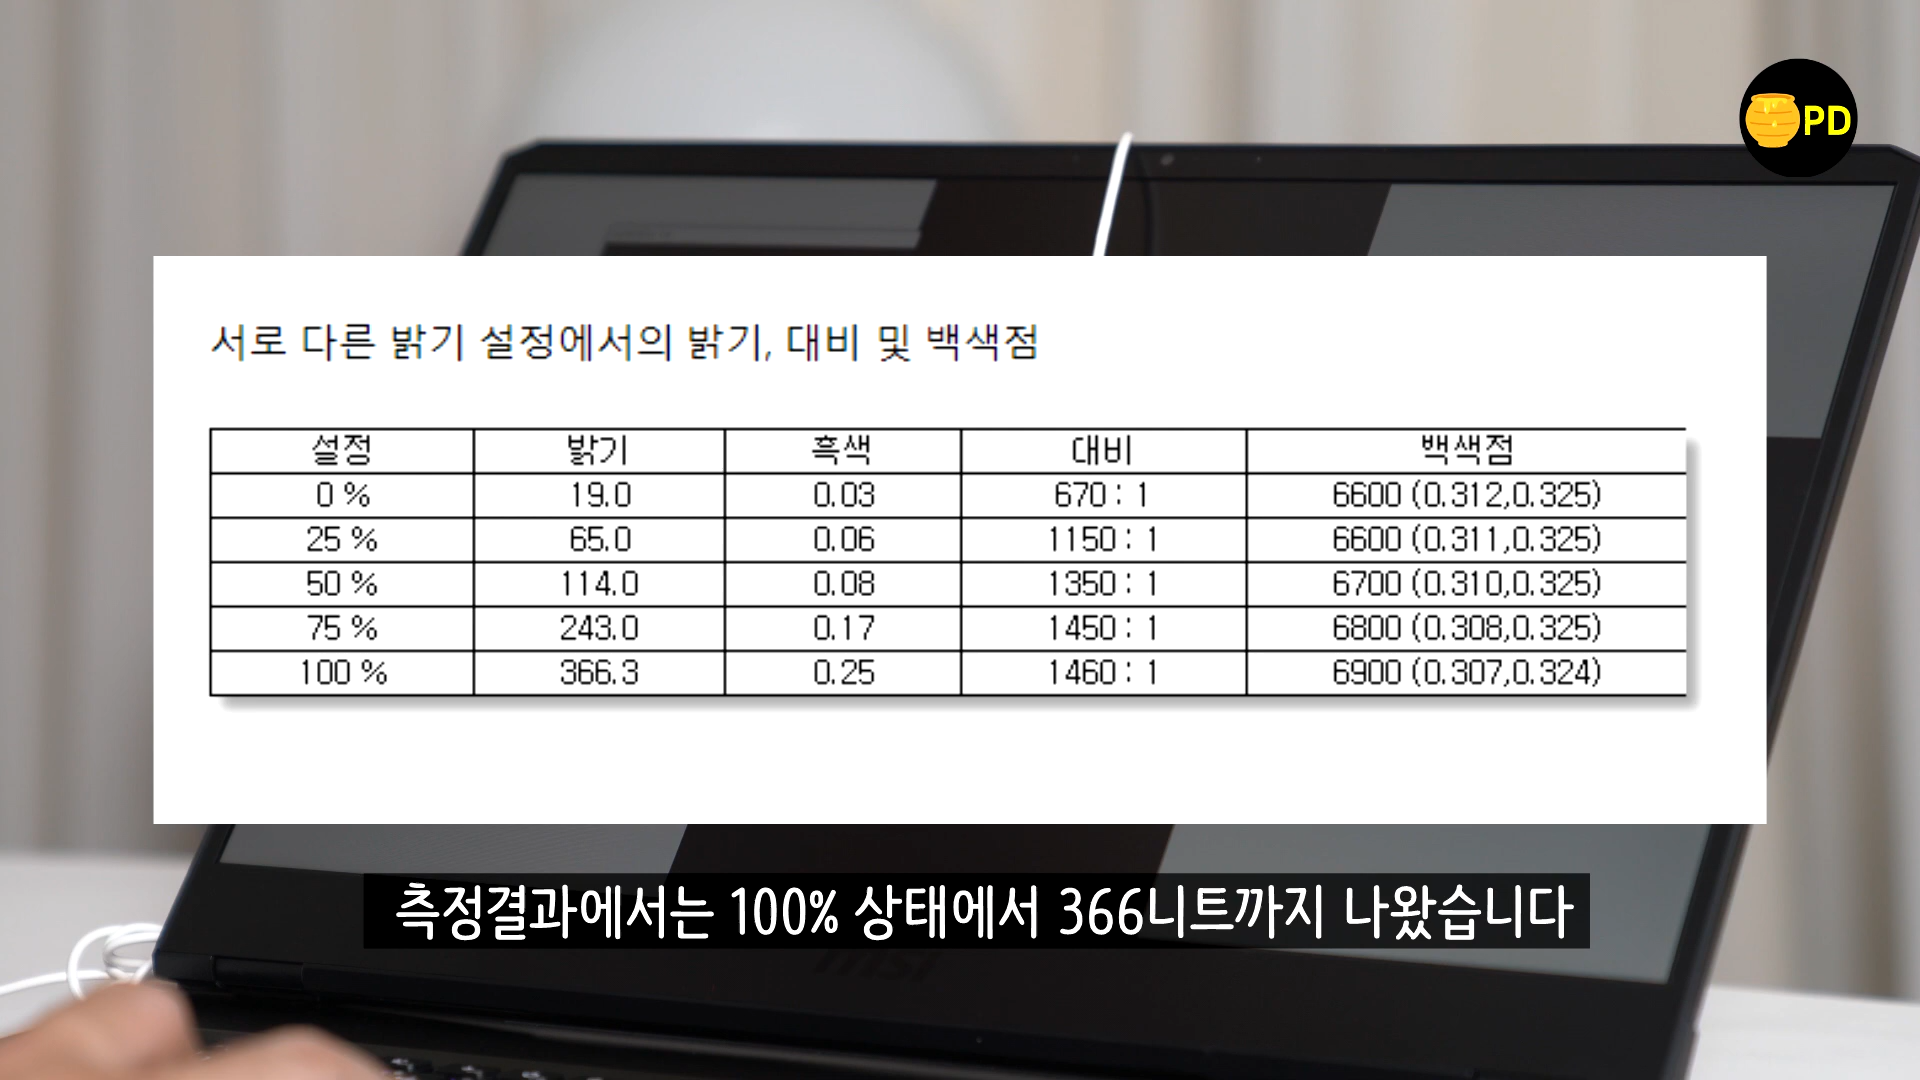 PD
서로 다른 밝기 설정에서의 밝기, 대비 및 백색점
설정 밝기 흑색 대비 백색점
0 % 19.0 0.03 670 : 1 6600 (0.312,0.325)
25 % 65.0 0.06 1150 : 1 6600 (0.311,0.325)
50 % 114.0 0.08 1350 : 1 6700 (0.310,0.325)
75 % 243.0 0.17 1450 : 1 6800 (0.308,0.325)
100 % 366.3 0.25 1460 : 1 6900 (0.307,0.324)
측정결과에서는 100% 상태에서 366니트까지 나왔습니다
msi